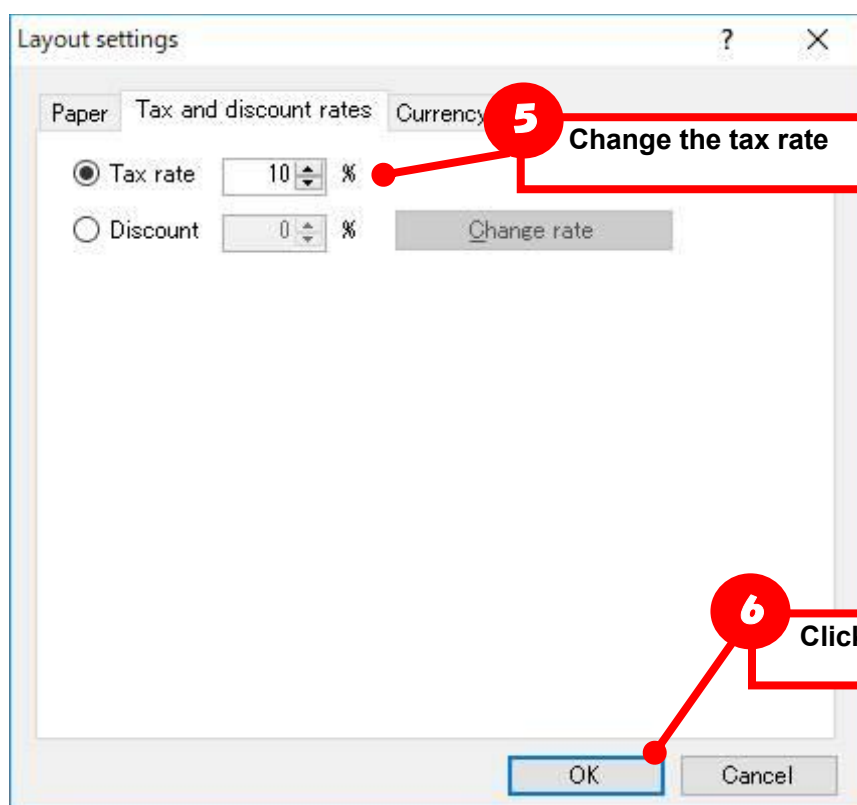 Layout settings ? ×
Paper Tax and discount rates Currency
5
Change the tax rate
Tax rate 10 %
Discount 0 % Change rate
6
Clic
OK Cancel